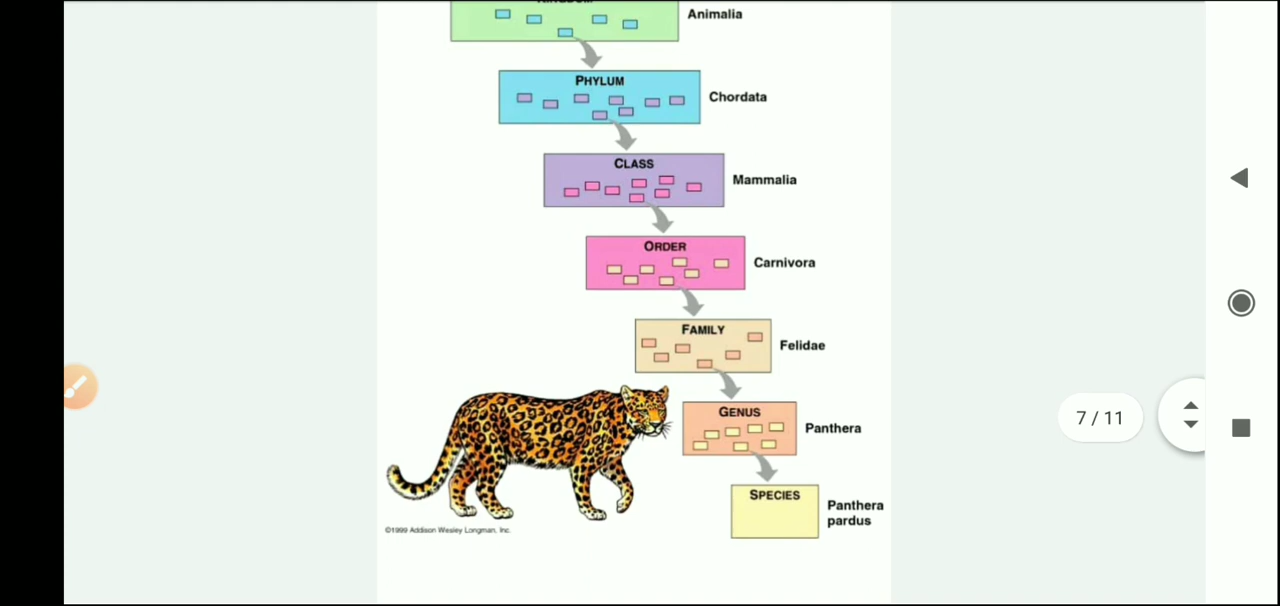 Animalia
PHYLUM
Chordata
CLASS
Mammalia
ORDER
Carnivora
FAMILY
Felidae
GENUS
Panthera
SPECIES
Panthera
pardus
©1999 Addison Wesley Longman, Inc.
7 / 11